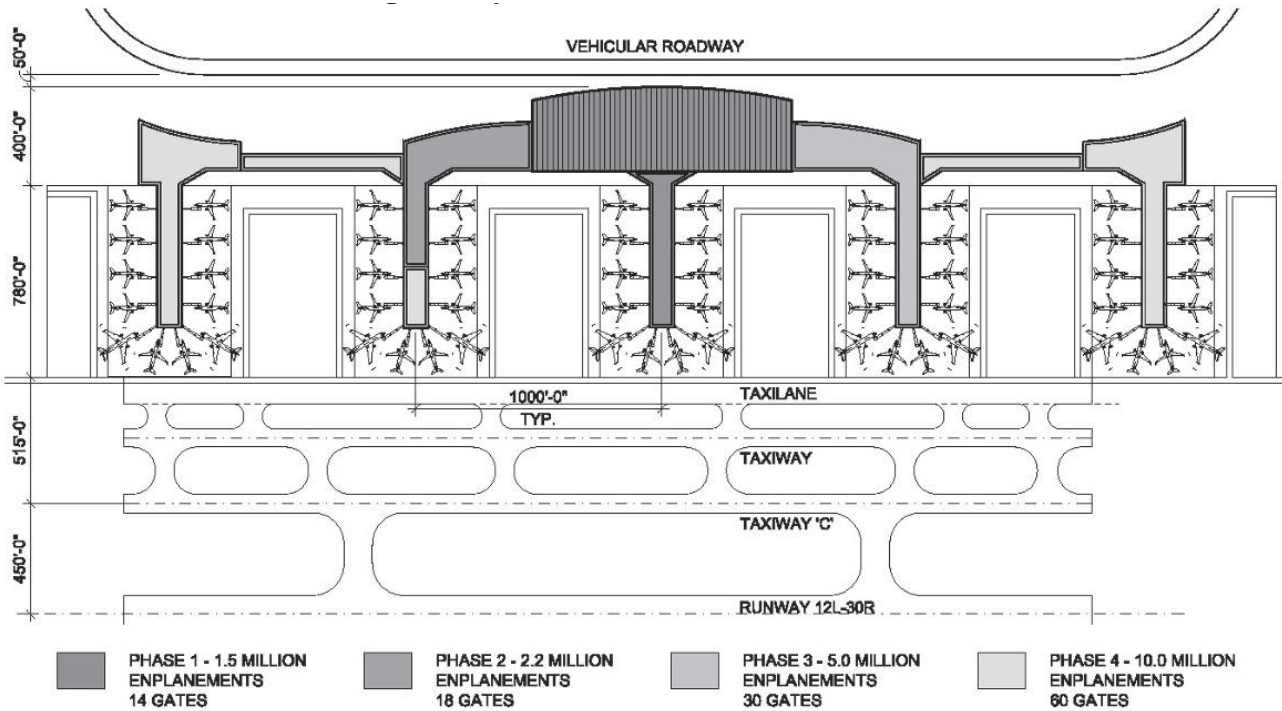 VEHICULAR ROADWAY
50'-0"
400'-0"
780'-0"
1000'-0"
TYP.
TAXILANE
515'-0"
TAXIWAY
TAXIWAY 'C'
450'-0"
RUNWAY 12L-30R
PHASE 1 - 1.5 MILLION
ENPLANEMENTS
14 GATES
PHASE 2 - 2.2 MILLION
ENPLANEMENTS
18 GATES
PHASE 3 - 5.0 MILLION
ENPLANEMENTS
30 GATES
PHASE 4 - 10.0 MILLION
ENPLANEMENTS
60 GATES